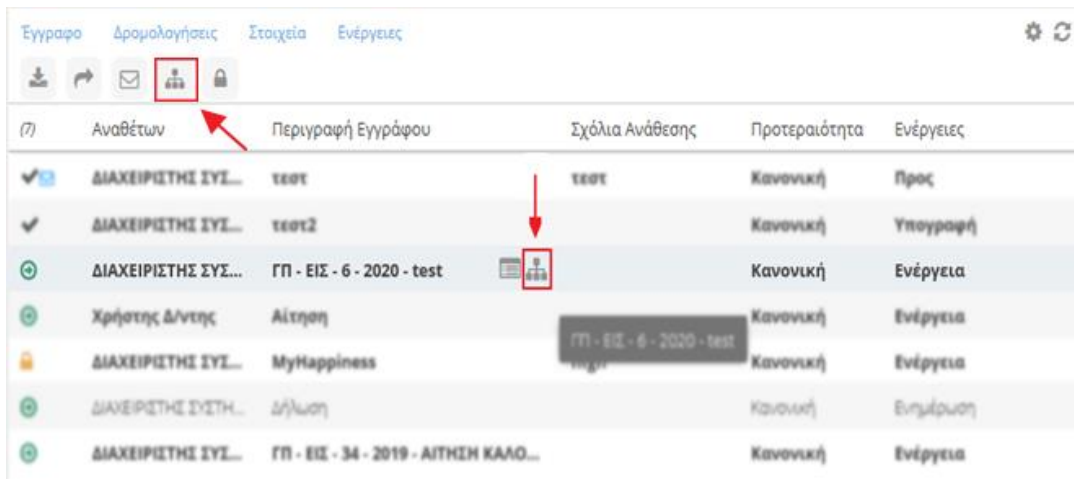 Έγγραφο Δρομολογήσεις Στοιχεία Ενέργειες
(7) Αναθέτων Περιγραφή Εγγράφου Σχόλια Ανάθεσης Προτεραιότητα Ενέργειες
ΔΙΑΧΕΙΡΙΣΤΗΣ ΣΥΣ... τεστ τεστ Κανονική Προς
ΔΙΑΧΕΙΡΙΣΤΗΣ ΣΥΣ... τεστ2 Κανονική Υπογραφή
ΔΙΑΧΕΙΡΙΣΤΗΣ ΣΥΣ... ΓΠ - ΕΙΣ - 6 - 2020 - test Κανονική Ενέργεια
Χρήστης Δ/ντης Αίτηση Κανονική Ενέργεια
ΓΠ - ΕΙΣ - 6 - 2020 - test
ΔΙΑΧΕΙΡΙΣΤΗΣ ΣΥΣ... MyHappiness Κανονική Ενέργεια
ΔΙΑΧΕΙΡΙΣΤΗΣ ΣΥΣΤΗ... Δήλωση Κανονική Ενημέρωση
ΔΙΑΧΕΙΡΙΣΤΗΣ ΣΥΣ... ΓΠ - ΕΙΣ - 34 - 2019 - ΑΙΤΗΣΗ ΚΑΛΟ... Κανονική Ενέργεια